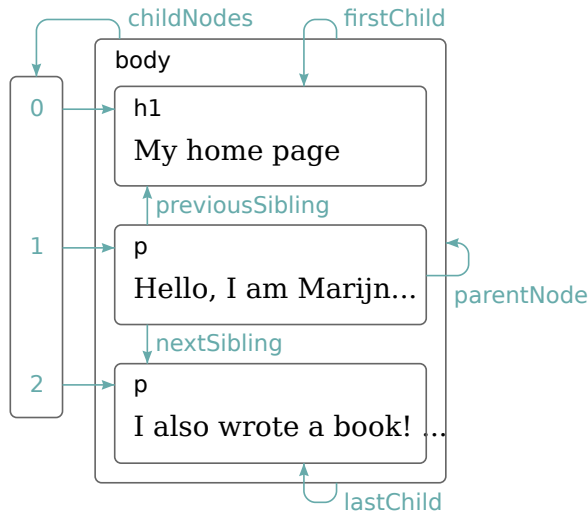 childNodes
firstChild
body
0
h1
My home page
previousSibling
1
p
Hello, I am Marijn...
parentNode
nextSibling
2
p
I also wrote a book! ...
lastChild